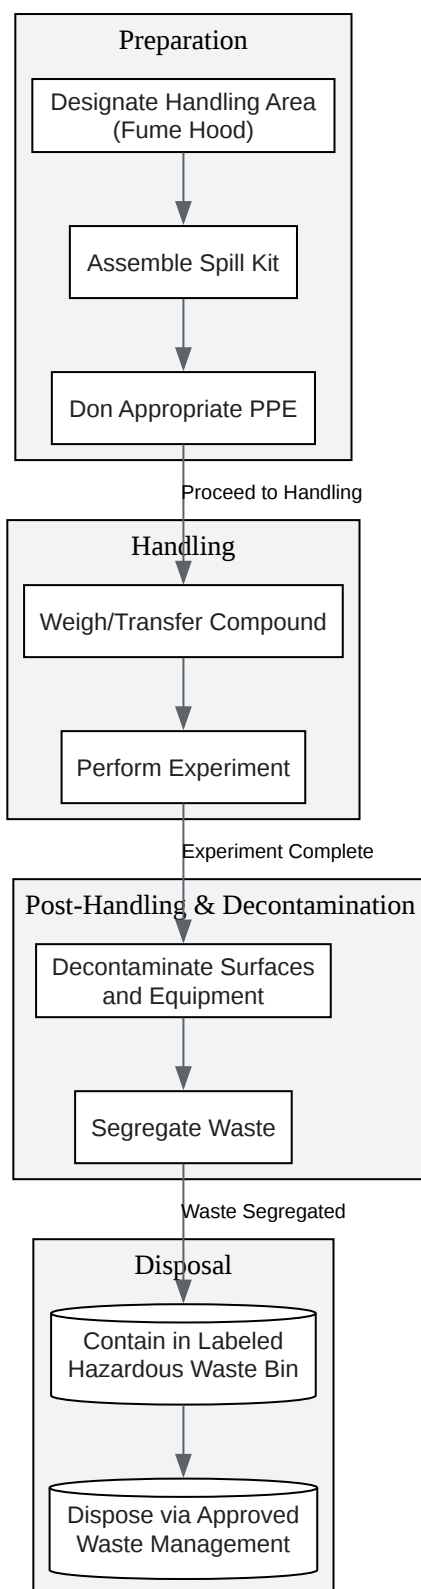 Preparation
Designate Handling Area
(Fume Hood)
Assemble Spill Kit
Don Appropriate PPE
Proceed to Handling
Handling
Weigh/Transfer Compound
Perform Experiment
Experiment Complete
Post-Handling & Decontamination
Decontaminate Surfaces
and Equipment
Segregate Waste
Waste Segregated
Disposal
Contain in Labeled
Hazardous Waste Bin
Dispose via Approved
Waste Management